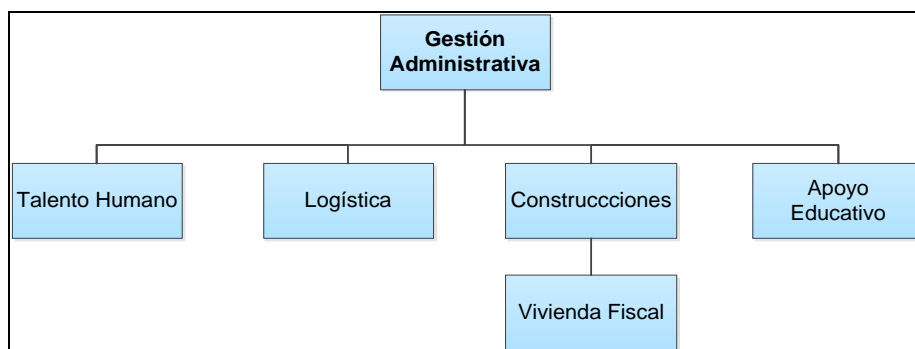 Gestión
Administrativa
Talento Humano
Logística
Construccciones
Apoyo
Educativo
Vivienda Fiscal